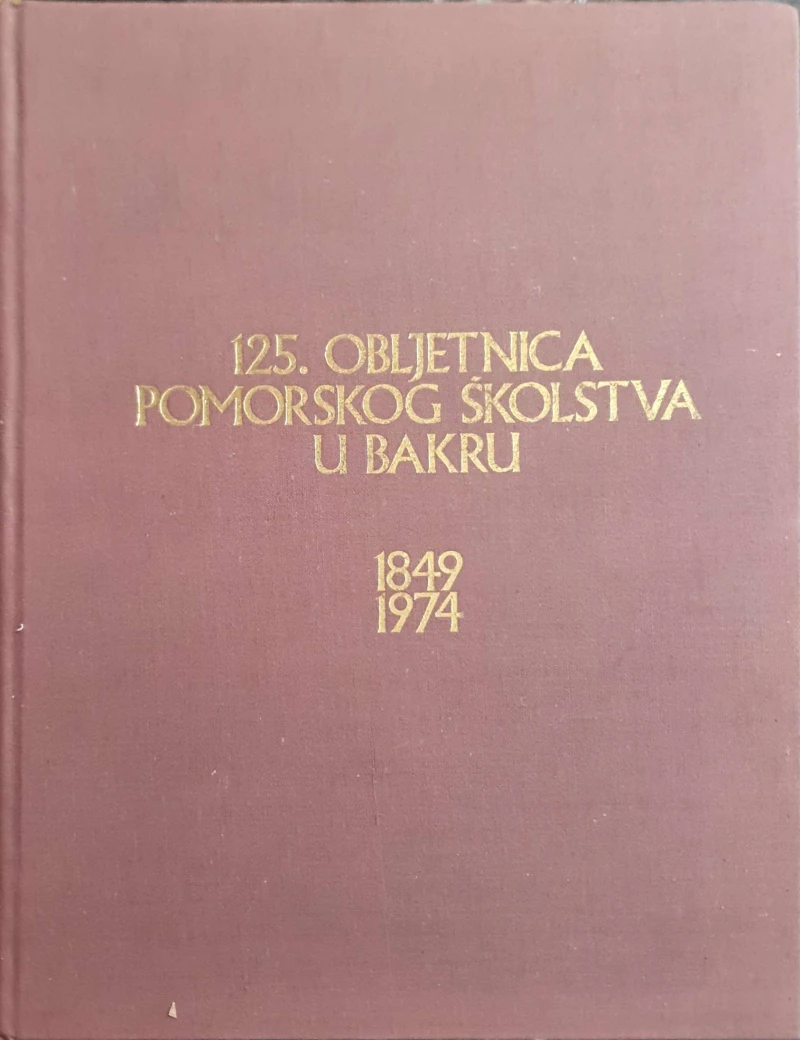 125. OBLJETNICA
POMORSKOG ŠKOLSTVA
U BAKRU
1849
1974